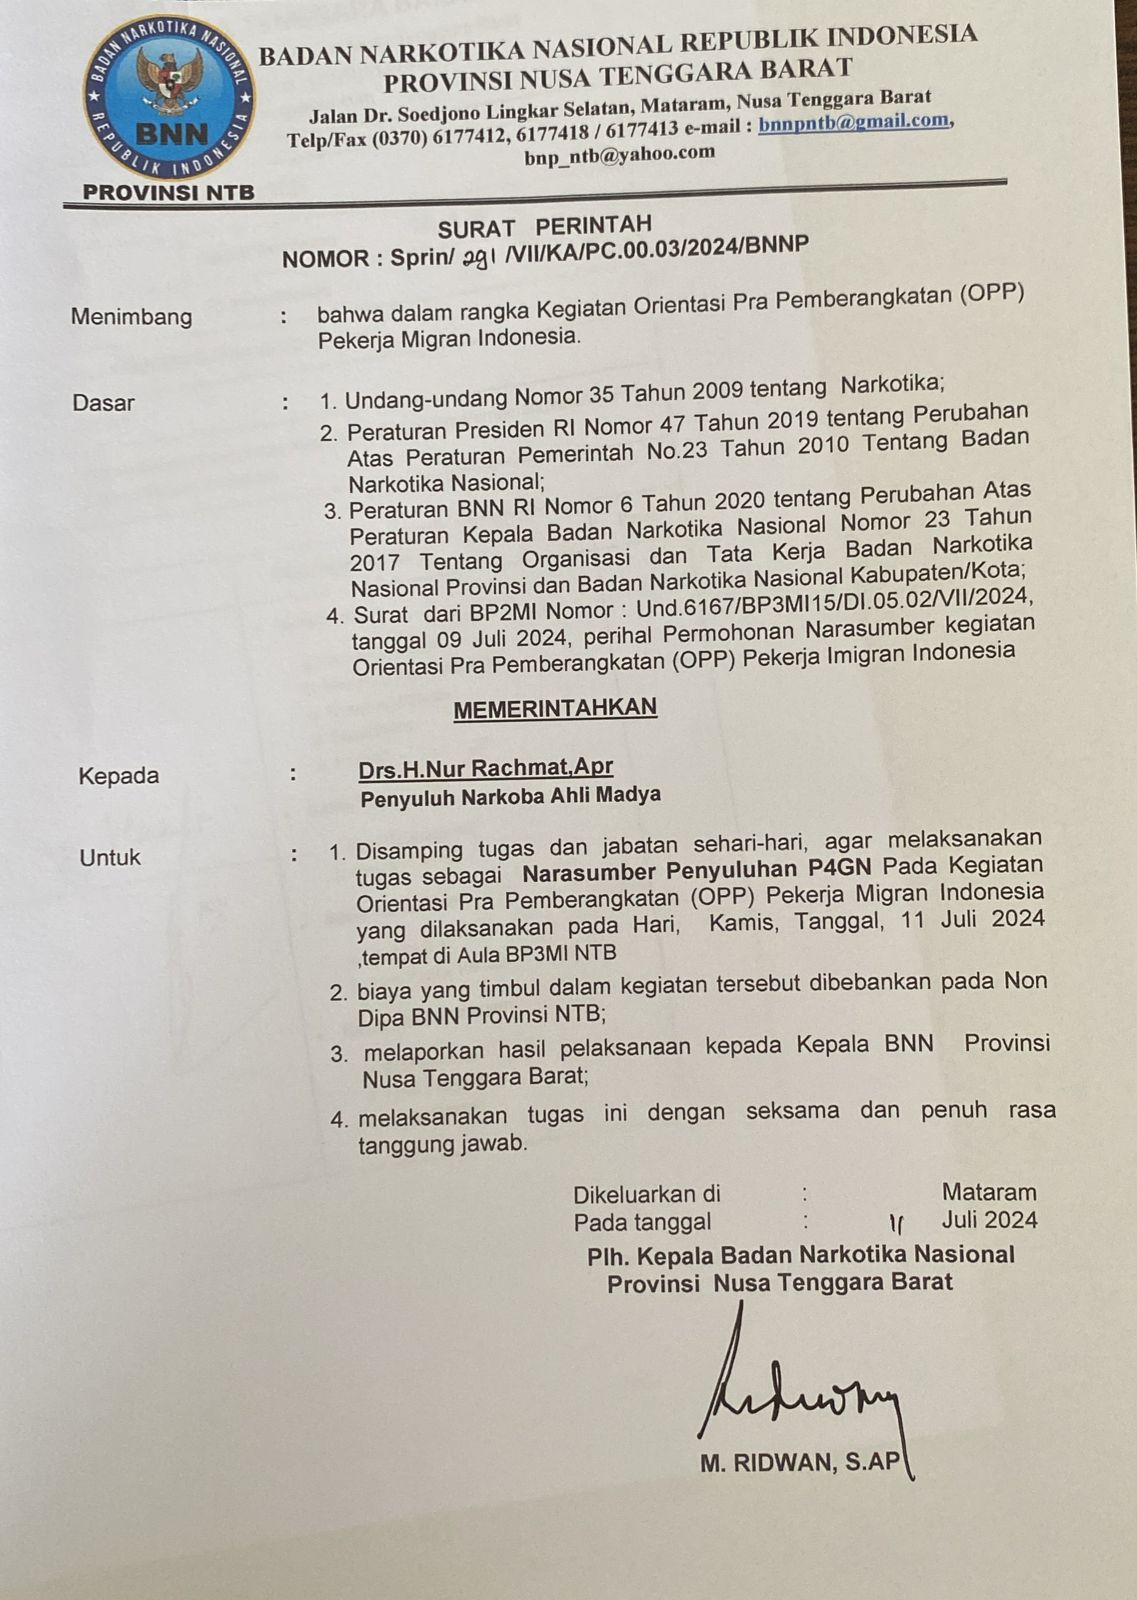 BADAN NARKOTIKA NASIONAL
REPUBLIK INDONESIA
BNN
PROVINSI NTB
BADAN NARKOTIKA NASIONAL REPUBLIK INDONESIA
PROVINSI NUSA TENGGARA BARAT
Jalan Dr. Soedjono Lingkar Selatan, Mataram, Nusa Tenggara Barat
Telp/Fax (0370) 6177412, 6177418 / 6177413 e-mail : bnnpntb@gmail.com,
bnp_ntb@yahoo.com
SURAT PERINTAH
NOMOR : Sprin/ 291 /VII/KA/PC.00.03/2024/BNNP
Menimbang : bahwa dalam rangka Kegiatan Orientasi Pra Pemberangkatan (OPP)
Pekerja Migran Indonesia.
Dasar : 1. Undang-undang Nomor 35 Tahun 2009 tentang Narkotika;
2. Peraturan Presiden RI Nomor 47 Tahun 2019 tentang Perubahan
Atas Peraturan Pemerintah No.23 Tahun 2010 Tentang Badan
Narkotika Nasional;
3. Peraturan BNN RI Nomor 6 Tahun 2020 tentang Perubahan Atas
Peraturan Kepala Badan Narkotika Nasional Nomor 23 Tahun
2017 Tentang Organisasi dan Tata Kerja Badan Narkotika
Nasional Provinsi dan Badan Narkotika Nasional Kabupaten/Kota;
4. Surat dari BP2MI Nomor : Und.6167/BP3MI15/DI.05.02/VII/2024,
tanggal 09 Juli 2024, perihal Permohonan Narasumber kegiatan
Orientasi Pra Pemberangkatan (OPP) Pekerja Imigran Indonesia
MEMERINTAHKAN
Kepada : Drs.H.Nur Rachmat,Apr
Penyuluh Narkoba Ahli Madya
Untuk : 1. Disamping tugas dan jabatan sehari-hari, agar melaksanakan
tugas sebagai Narasumber Penyuluhan P4GN Pada Kegiatan
Orientasi Pra Pemberangkatan (OPP) Pekerja Migran Indonesia
yang dilaksanakan pada Hari, Kamis, Tanggal, 11 Juli 2024
,tempat di Aula BP3MI NTB
2. biaya yang timbul dalam kegiatan tersebut dibebankan pada Non
Dipa BNN Provinsi NTB;
3. melaporkan hasil pelaksanaan kepada Kepala BNN Provinsi
Nusa Tenggara Barat;
4. melaksanakan tugas ini dengan seksama dan penuh rasa
tanggung jawab.
Dikeluarkan di : Mataram
Pada tanggal : 11 Juli 2024
Plh. Kepala Badan Narkotika Nasional
Provinsi Nusa Tenggara Barat
M. RIDWAN, S.AP